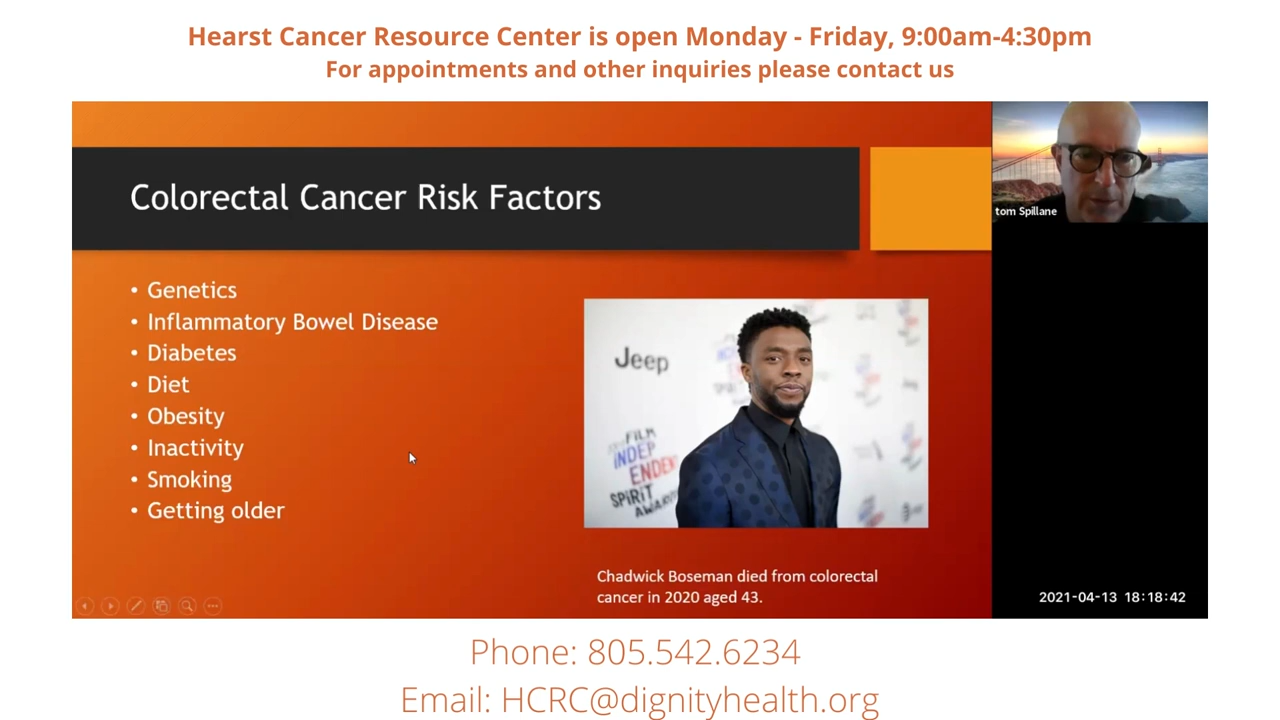 Hearst Cancer Resource Center is open Monday - Friday, 9:00am-4:30pm
For appointments and other inquiries please contact us
Colorectal Cancer Risk Factors
tom Spillane
• Genetics
• Inflammatory Bowel Disease
• Diabetes
• Diet
• Obesity
• Inactivity
• Smoking
• Getting older
Jeep
FILM
INDEP
ENDENT
SPIRIT
AWARDS
Chadwick Boseman died from colorectal
cancer in 2020 aged 43.
2021-04-13 18:18:42
Phone: 805.542.6234
Email: HCRC@dignityhealth.org